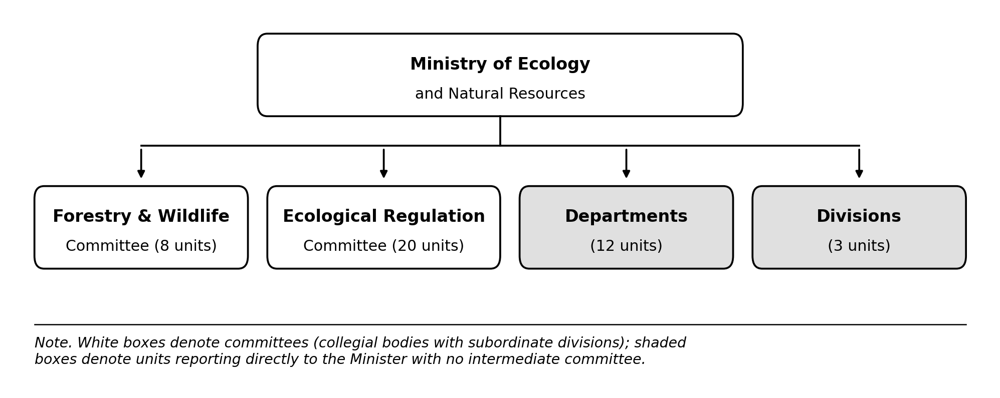 Ministry of Ecology
and Natural Resources
Forestry & Wildlife
Committee (8 units)
Ecological Regulation
Committee (20 units)
Departments
(12 units)
Divisions
(3 units)
Note. White boxes denote committees (collegial bodies with subordinate divisions); shaded
boxes denote units reporting directly to the Minister with no intermediate committee.